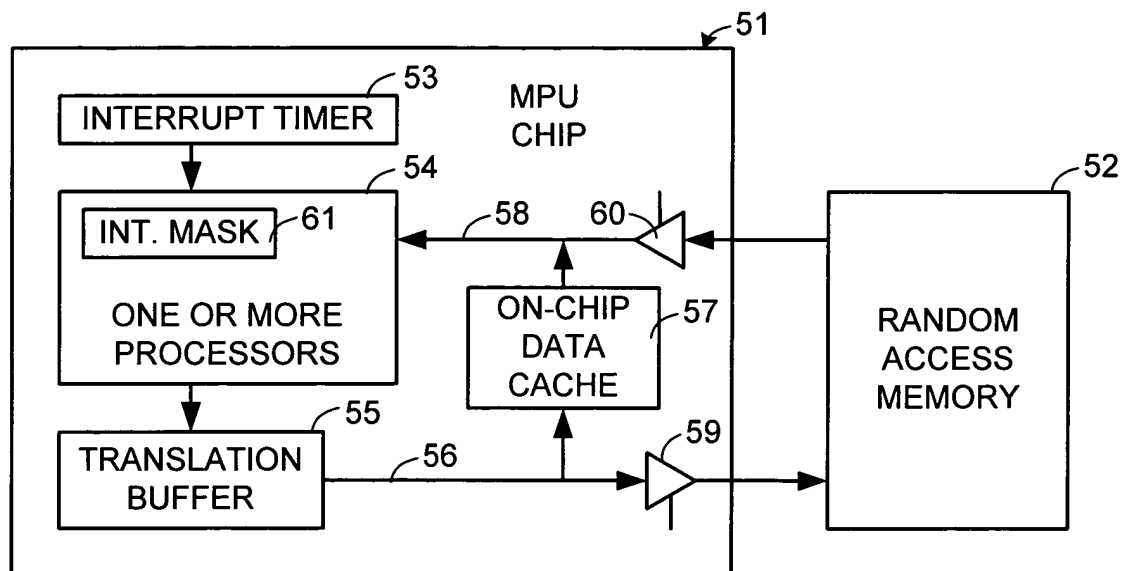 51
53
INTERRUPT TIMER
MPU
CHIP
54
52
INT. MASK
61
58
60
ONE OR MORE
PROCESSORS
ON-CHIP
DATA
CACHE
57
RANDOM
ACCESS
MEMORY
55
TRANSLATION
BUFFER
56
59